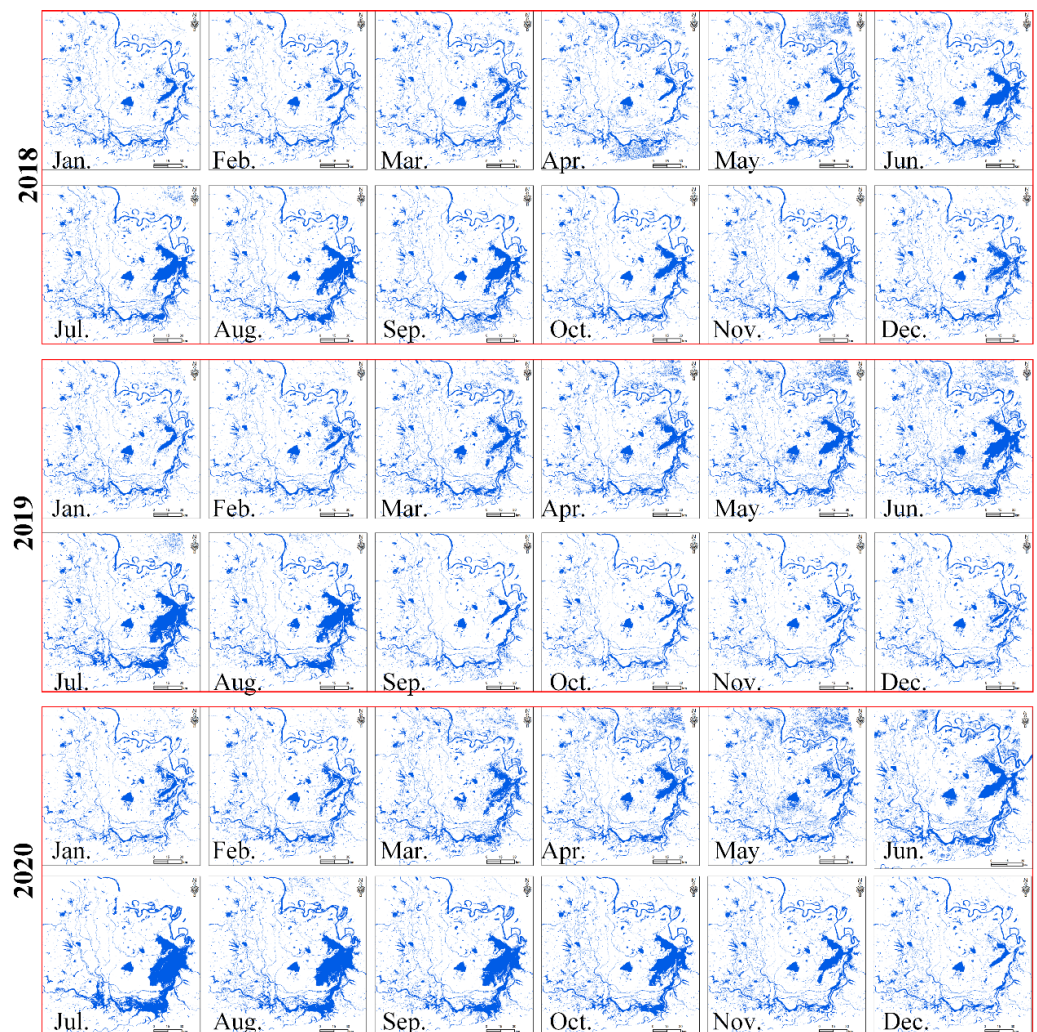 2018
Jan. Feb. Mar. Apr. May Jun.
Jul. Aug. Sep. Oct. Nov. Dec.
2019
Jan. Feb. Mar. Apr. May Jun.
Jul. Aug. Sep. Oct. Nov. Dec.
2020
Jan. Feb. Mar. Apr. May Jun.
Jul. Aug. Sep. Oct. Nov. Dec.